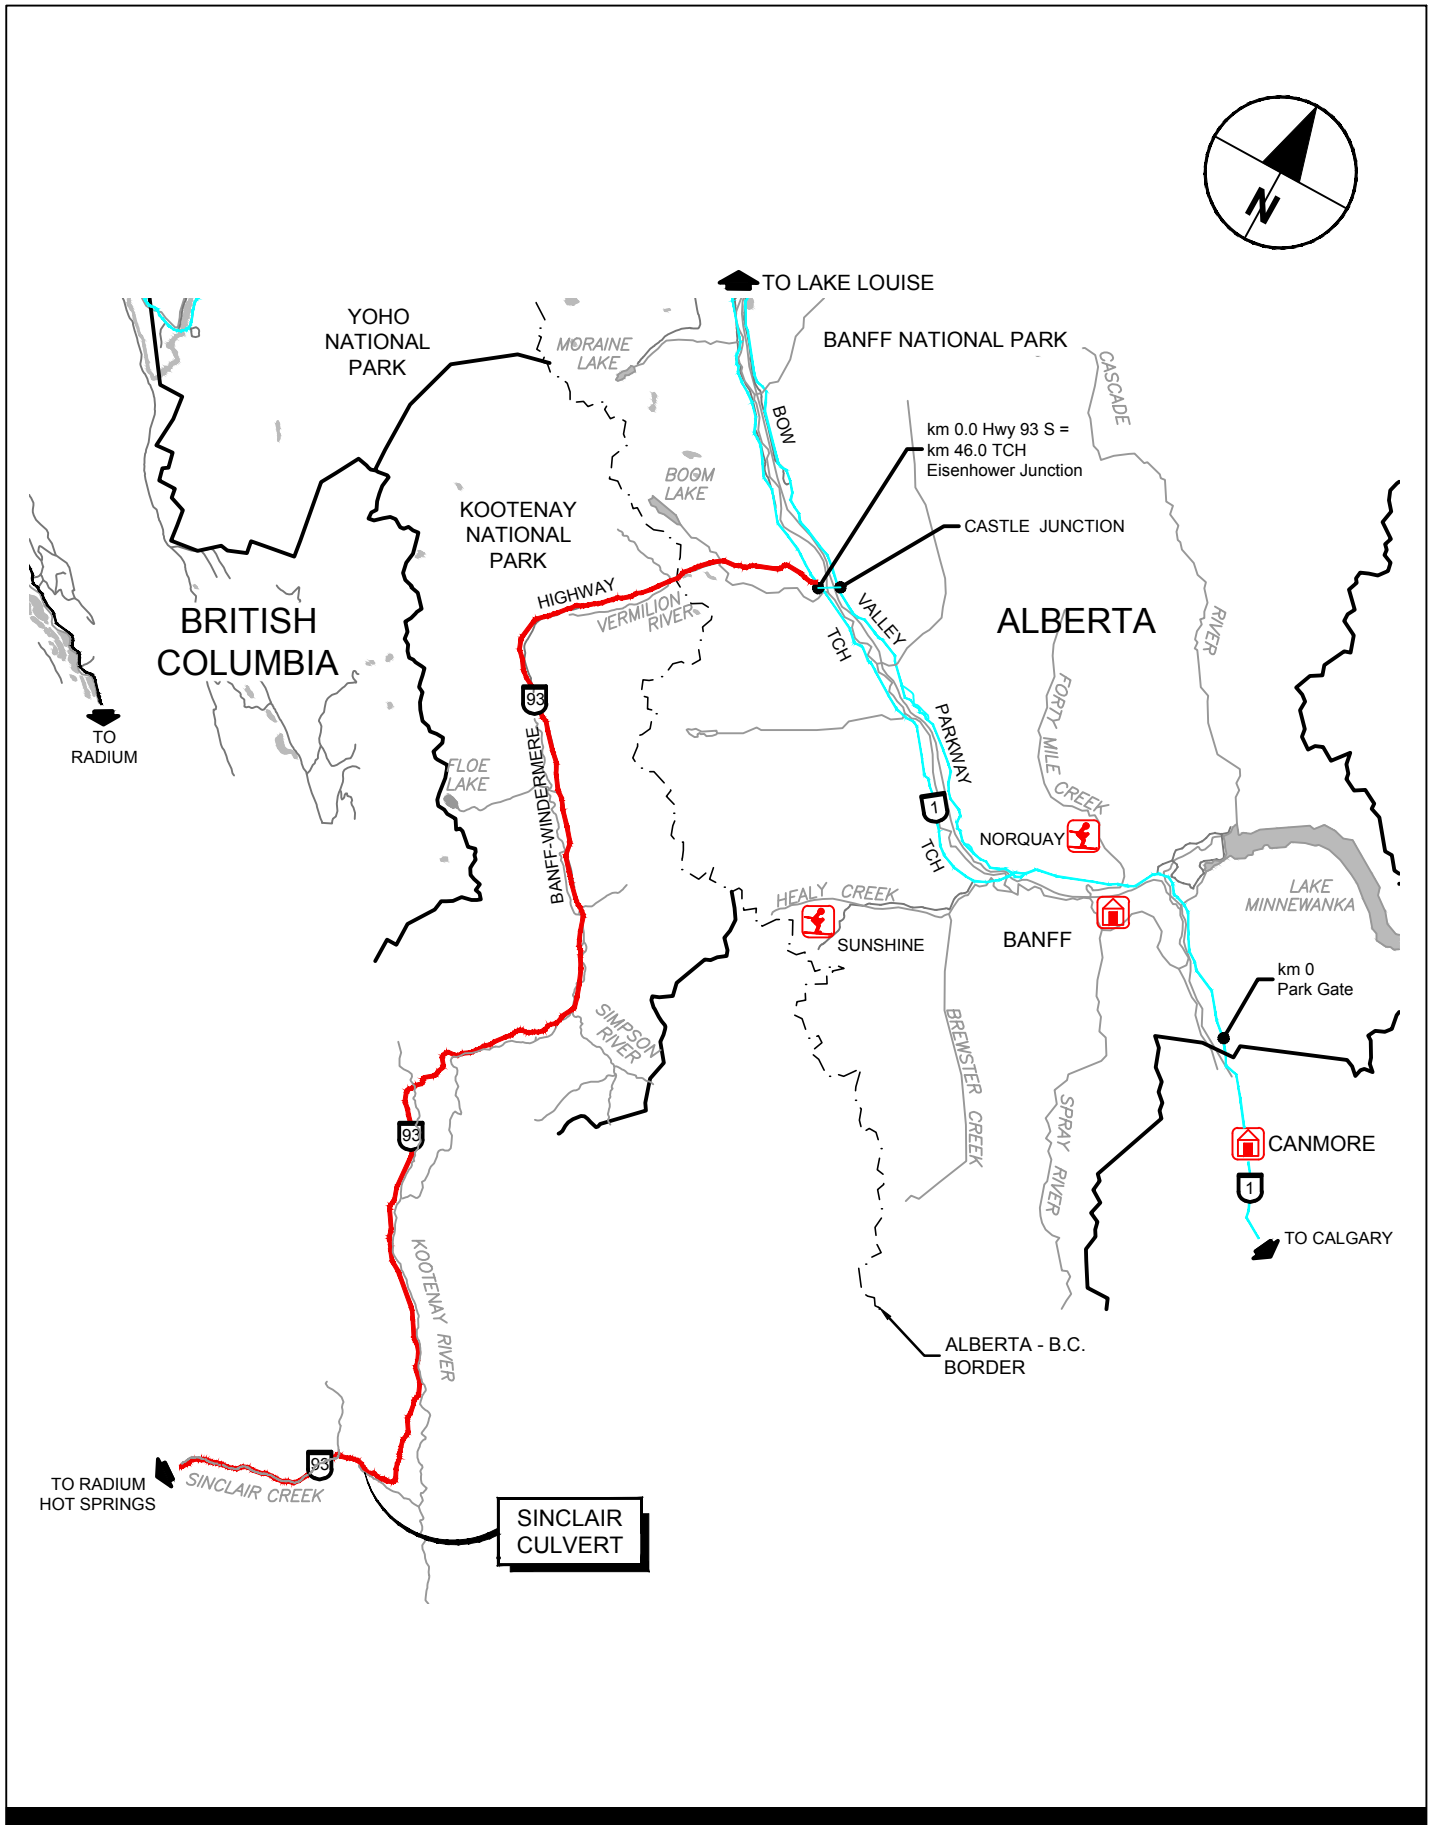 N
TO LAKE LOUISE
YOHO
NATIONAL
PARK
MORAINE
LAKE
BANFF NATIONAL PARK
CASCADE
RIVER
BOW
VALLEY
PARKWAY
km 0.0 Hwy 93 S =
km 46.0 TCH
Eisenhower Junction
BOOM
LAKE
KOOTENAY
NATIONAL
PARK
CASTLE JUNCTION
HIGHWAY
VERMILION
RIVER
BRITISH
COLUMBIA
ALBERTA
TCH
93
TO
RADIUM
FLOE
LAKE
BANFF-WINDERMERE
FORTY MILE CREEK
1
TCH
NORQUAY
LAKE
MINNEWANKA
HEALY CREEK
SUNSHINE
BANFF
km 0
Park Gate
SIMPSON
RIVER
BREWSTER CREEK
SPRAY RIVER
93
CANMORE
1
TO CALGARY
KOOTENAY RIVER
ALBERTA - B.C.
BORDER
93
TO RADIUM
HOT SPRINGS
SINCLAIR CREEK
SINCLAIR
CULVERT